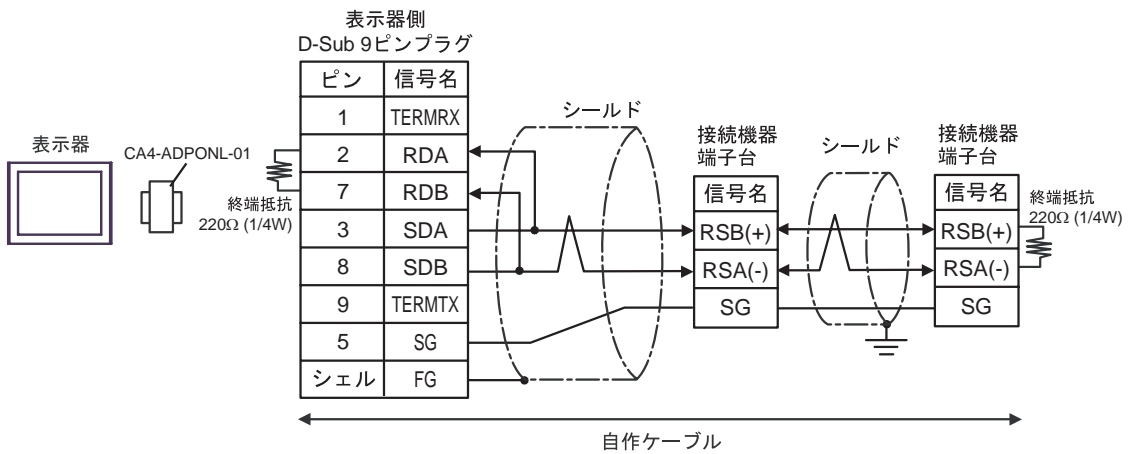 表示器側
D-Sub 9ピンプラグ
ピン 信号名
1 TERMRX
2 RDA
7 RDB
3 SDA
8 SDB
9 TERMTX
5 SG
シェル FG
表示器
CA4-ADPONL-01
終端抵抗
220Ω (1/4W)
シールド
接続機器
端子台
信号名
RSB(+)
RSA(-)
SG
シールド
接続機器
端子台
信号名
RSB(+)
RSA(-)
SG
終端抵抗
220Ω (1/4W)
自作ケーブル